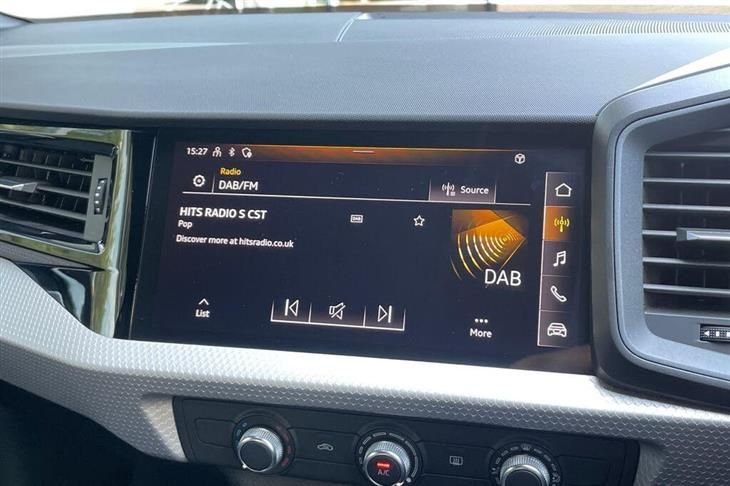 15:27
Radio
DAB/FM
Source
HITS RADIO S CST
DAB
Pop
Discover more at hitsradio.co.uk
DAB
List
More
A/C